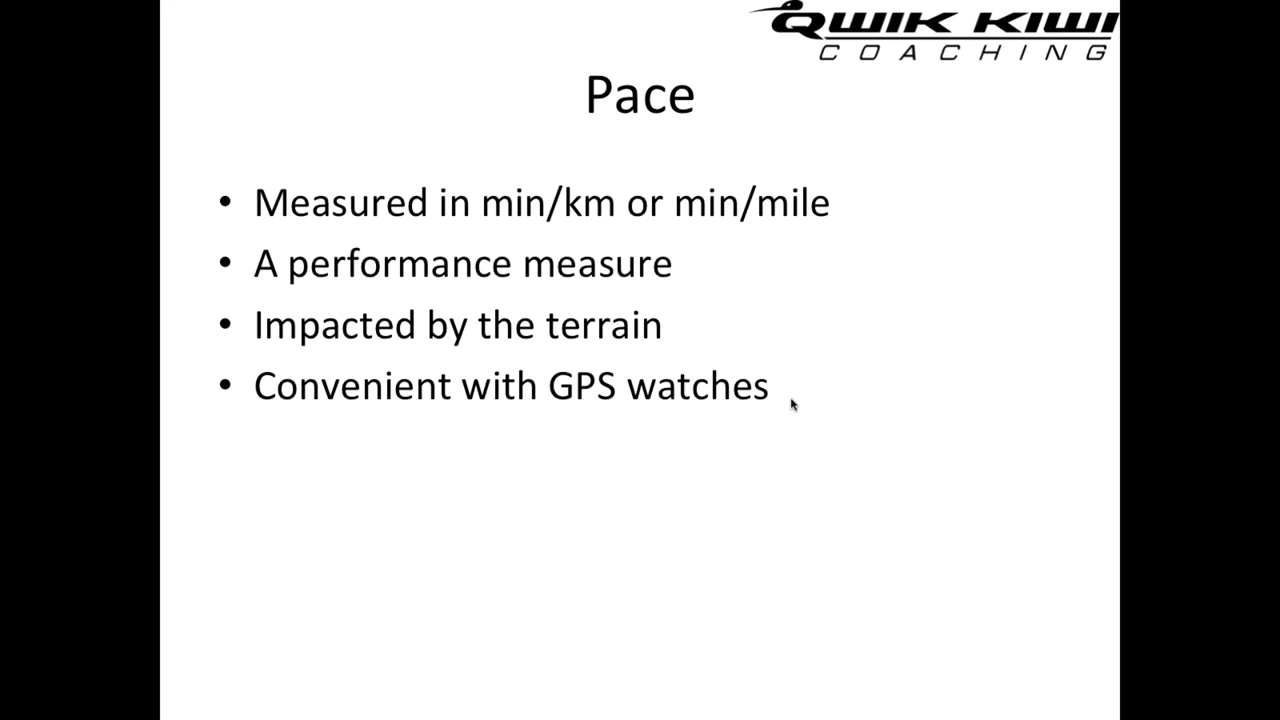 QWIK KIWI
COACHING
Pace
• Measured in min/km or min/mile
• A performance measure
• Impacted by the terrain
• Convenient with GPS watches